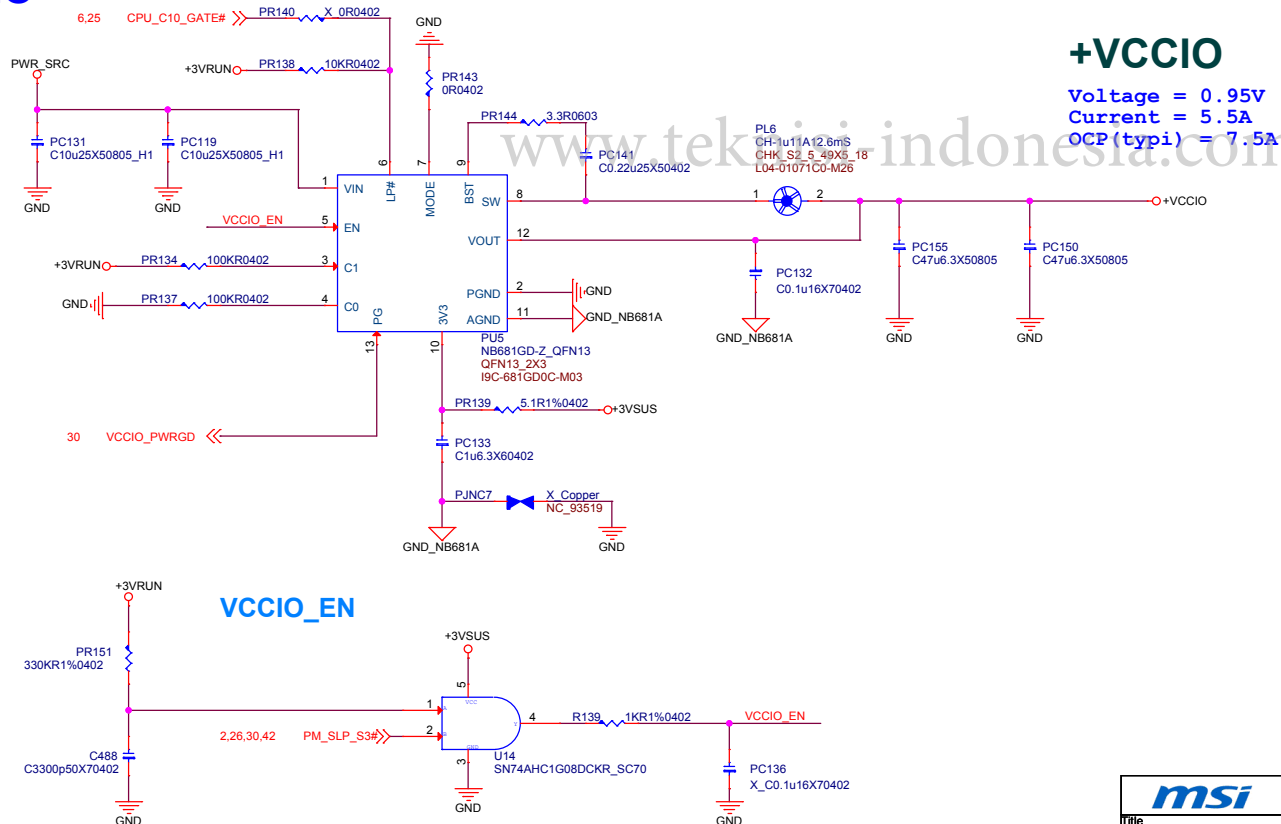 6,25 CPU_C10_GATE# PR140 X_0R0402
GND
+VCCIO
PWR_SRC
+3VRUN PR138 10KR0402
PR143
0R0402
Voltage = 0.95V
Current = 5.5A
OCP(typi) = 7.5A
www.teknisi-indonesia.com
PC131
C10u25X50805_H1
PC119
C10u25X50805_H1
PR144 3.3R0603
PC141
C0.22u25X50402
PL6
CH-1u11A12.6mS
CHK_S2_5_49X5_18
L04-01071C0-M26
GND
GND
6
7
9
1 VIN
LP#
MODE
BST
SW 8
1
2
+VCCIO
VCCIO_EN 5 EN
VOUT 12
PC155
C47u6.3X50805
PC150
C47u6.3X50805
+3VRUN PR134 100KR0402 3 C1
PC132
C0.1u16X70402
GND PR137 100KR0402 4 C0
PGND 2 GND
AGND 11 GND_NB681A
PG
3V3
13
10
GND_NB681A
GND
GND
PU5
NB681GD-Z_QFN13
QFN13_2X3
I9C-681GD0C-M03
PR139 5.1R1%0402 +3VSUS
30 VCCIO_PWRGD
PC133
C1u6.3X60402
PJNC7 X_Copper
NC_93519
GND_NB681A
GND
+3VRUN
VCCIO_EN
+3VSUS
PR151
330KR1%0402
5
VCC
1
A
2,26,30,42 PM_SLP_S3# 2
B
Y
4 R139 1KR1%0402 VCCIO_EN
GND
3
U14
SN74AHC1G08DCKR_SC70
C488
C3300p50X70402
PC136
X_C0.1u16X70402
GND
GND
GND
msi
Title